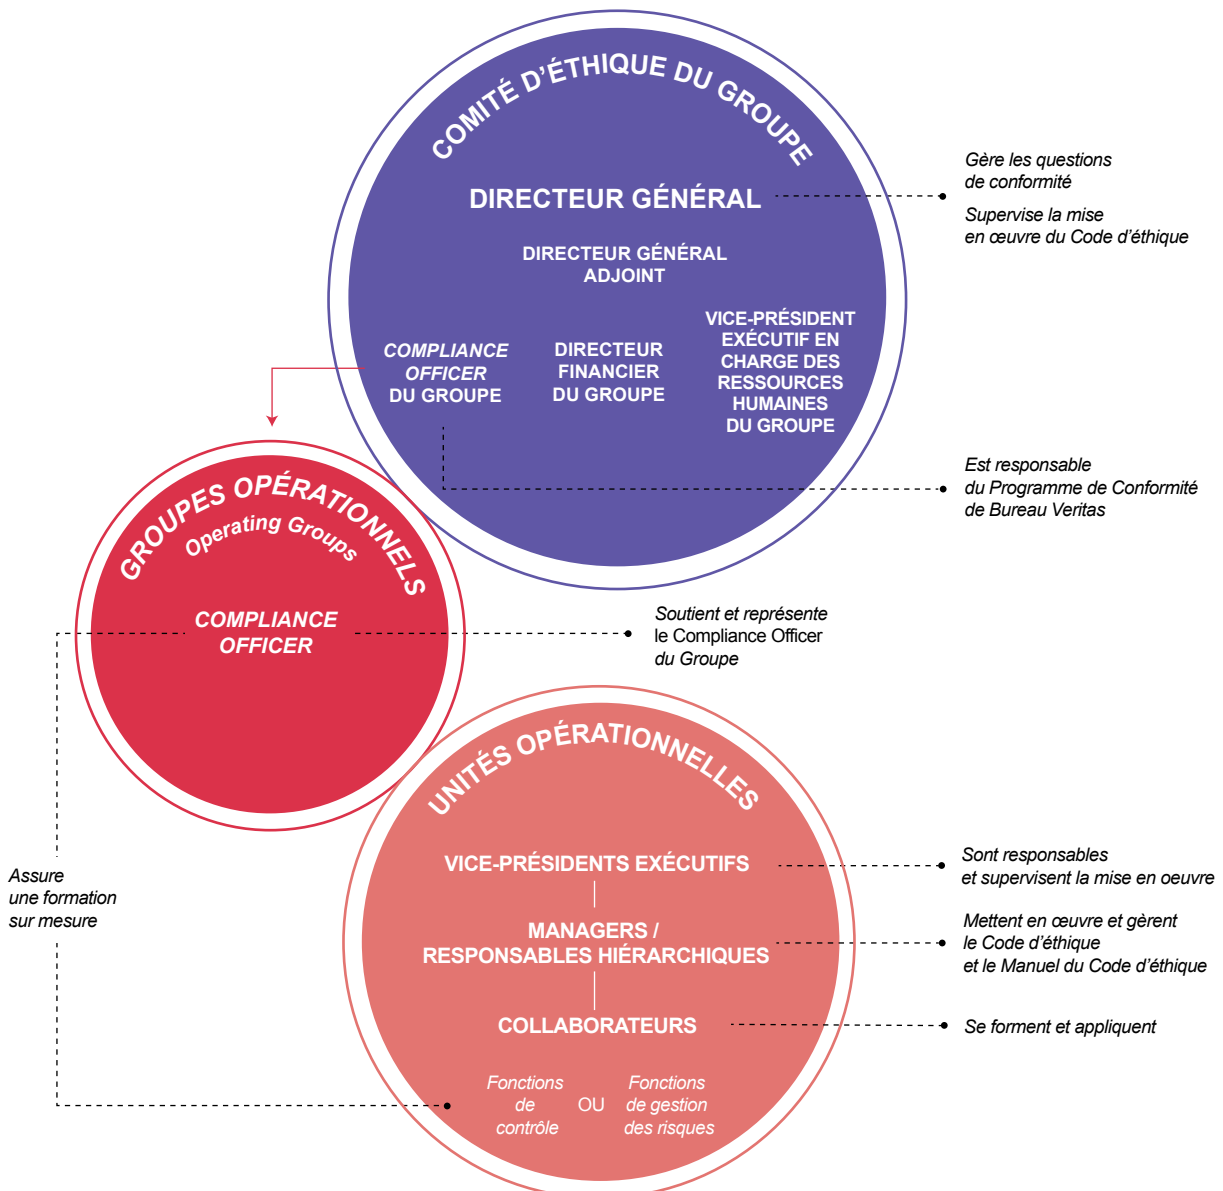 COMITÉ D'ÉTHIQUE DU GROUPE
DIRECTEUR GÉNÉRAL
Gère les questions
de conformité
Supervise la mise
en œuvre du Code d'éthique
DIRECTEUR GÉNÉRAL
ADJOINT
COMPLIANCE
OFFICER
DU GROUPE
DIRECTEUR
FINANCIER
DU GROUPE
VICE-PRÉSIDENT
EXÉCUTIF EN
CHARGE DES
RESSOURCES
HUMAINES
DU GROUPE
Est responsable
du Programme de Conformité
de Bureau Veritas
GROUPES OPÉRATIONNELS
Operating Groups
COMPLIANCE
OFFICER
Soutient et représente
le Compliance Officer
du Groupe
Assure
une formation
sur mesure
UNITÉS OPÉRATIONNELLES
VICE-PRÉSIDENTS EXÉCUTIFS
Sont responsables
et supervisent la mise en oeuvre
MANAGERS /
RESPONSABLES HIÉRARCHIQUES
Mettent en œuvre et gèrent
le Code d'éthique
et le Manuel du Code d'éthique
COLLABORATEURS
Se forment et appliquent
Fonctions
de
contrôle
OU
Fonctions
de gestion
des risques